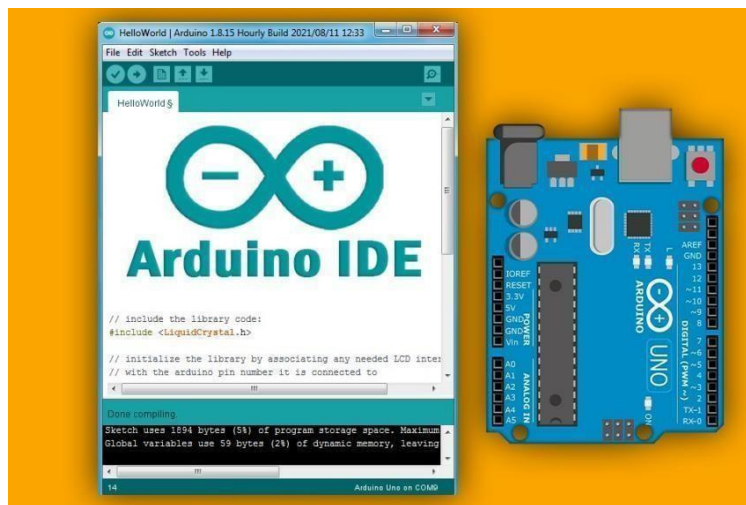 HelloWorld | Arduino 1.8.15 Hourly Build 2021/08/11 12:33
File Edit Sketch Tools Help
HelloWorld §
Arduino IDE
// include the library code:
#include <LiquidCrystal.h>
// initialize the library by associating any needed LCD inter
// with the arduino pin number it is connected to
Done compiling.
Sketch uses 1894 bytes (5%) of program storage space. Maximum
Global variables use 59 bytes (2%) of dynamic memory, leaving
14
Arduino Uno on COM9
RX
TX
L
IOREF
RESET
3.3V
5V
GND
GND
Vin
POWER
A0
A1
A2
A3
A4
A5
ANALOG IN
ARDUINO
UNO
ON
AREF
GND
13
12
~11
~10
~9
8
7
~6
~5
4
~3
2
TX-1
RX-0
DIGITAL (PWM ~)